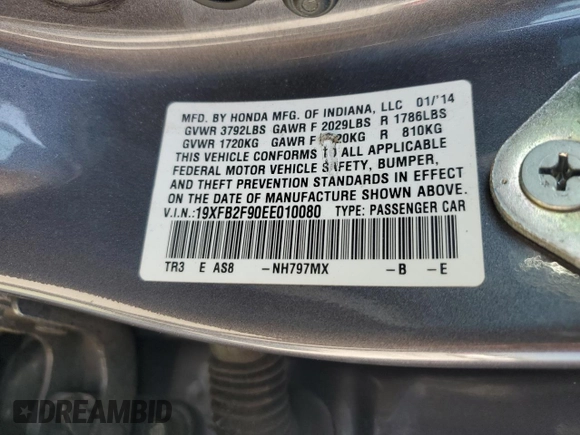 MFD. BY HONDA MFG. OF INDIANA, LLC 01/'14
GVWR 3792LBS GAWR F 2029LBS R 1786LBS
GVWR 1720KG GAWR F R 810KG
THIS VEHICLE CONFORMS TO ALL APPLICABLE
FEDERAL MOTOR VEHICLE SAFETY, BUMPER,
AND THEFT PREVENTION STANDARDS IN EFFECT
ON THE DATE OF MANUFACTURE SHOWN ABOVE.
V.I.N.:19XFB2F90EE010080 TYPE: PASSENGER CAR
TR3 E AS8 -NH797MX -B -E
DREAMBID